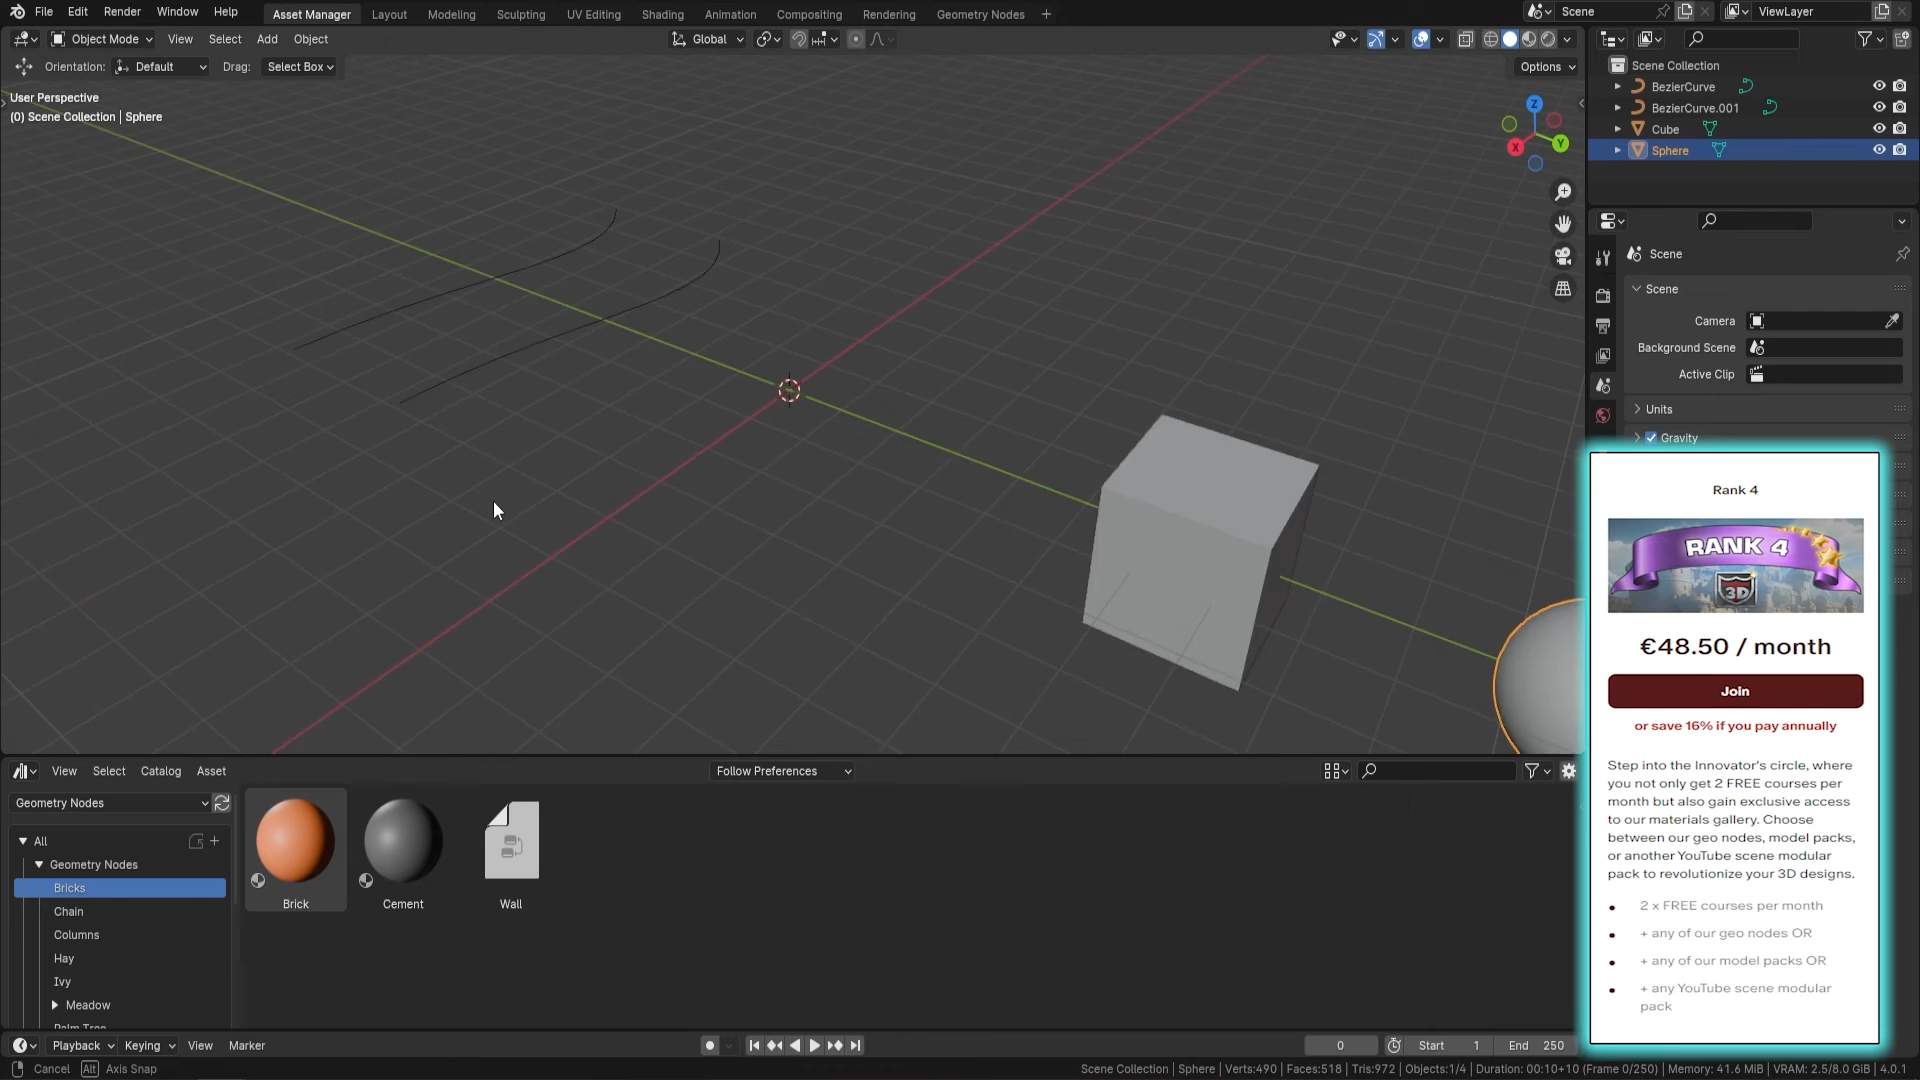 File Edit Render Window Help Asset Manager Layout Modeling Sculpting UV Editing Shading Animation Compositing Rendering Geometry Nodes + Scene ViewLayer
Object Mode View Select Add Object Global
Orientation: Default Drag: Select Box Options
User Perspective
(0) Scene Collection | Sphere
Z
Y
X
Scene Collection
BezierCurve
BezierCurve.001
Cube
Sphere
Scene
Scene
Camera
Background Scene
Active Clip
Units
Gravity
Rank 4
RANK 4
3D
€48.50 / month
Join
or save 16% if you pay annually
Step into the Innovator's circle, where
you not only get 2 FREE courses per
month but also gain exclusive access
to our materials gallery. Choose
between our geo nodes, model packs,
or another YouTube scene modular
pack to revolutionize your 3D designs.
2 x FREE courses per month
+ any of our geo nodes OR
+ any of our model packs OR
+ any YouTube scene modular
pack
View Select Catalog Asset Follow Preferences
Geometry Nodes
All
Geometry Nodes
Bricks
Chain
Columns
Hay
Ivy
Meadow
Palm Tree
Brick Cement Wall
Playback Keying View Marker 0 Start 1 End 250
Cancel Alt Axis Snap Scene Collection | Sphere | Verts:490 | Faces:518 | Tris:972 | Objects:1/4 | Duration: 00:10+10 (Frame 0/250) | Memory: 41.6 MiB | VRAM: 2.5/8.0 GiB | 4.0.1